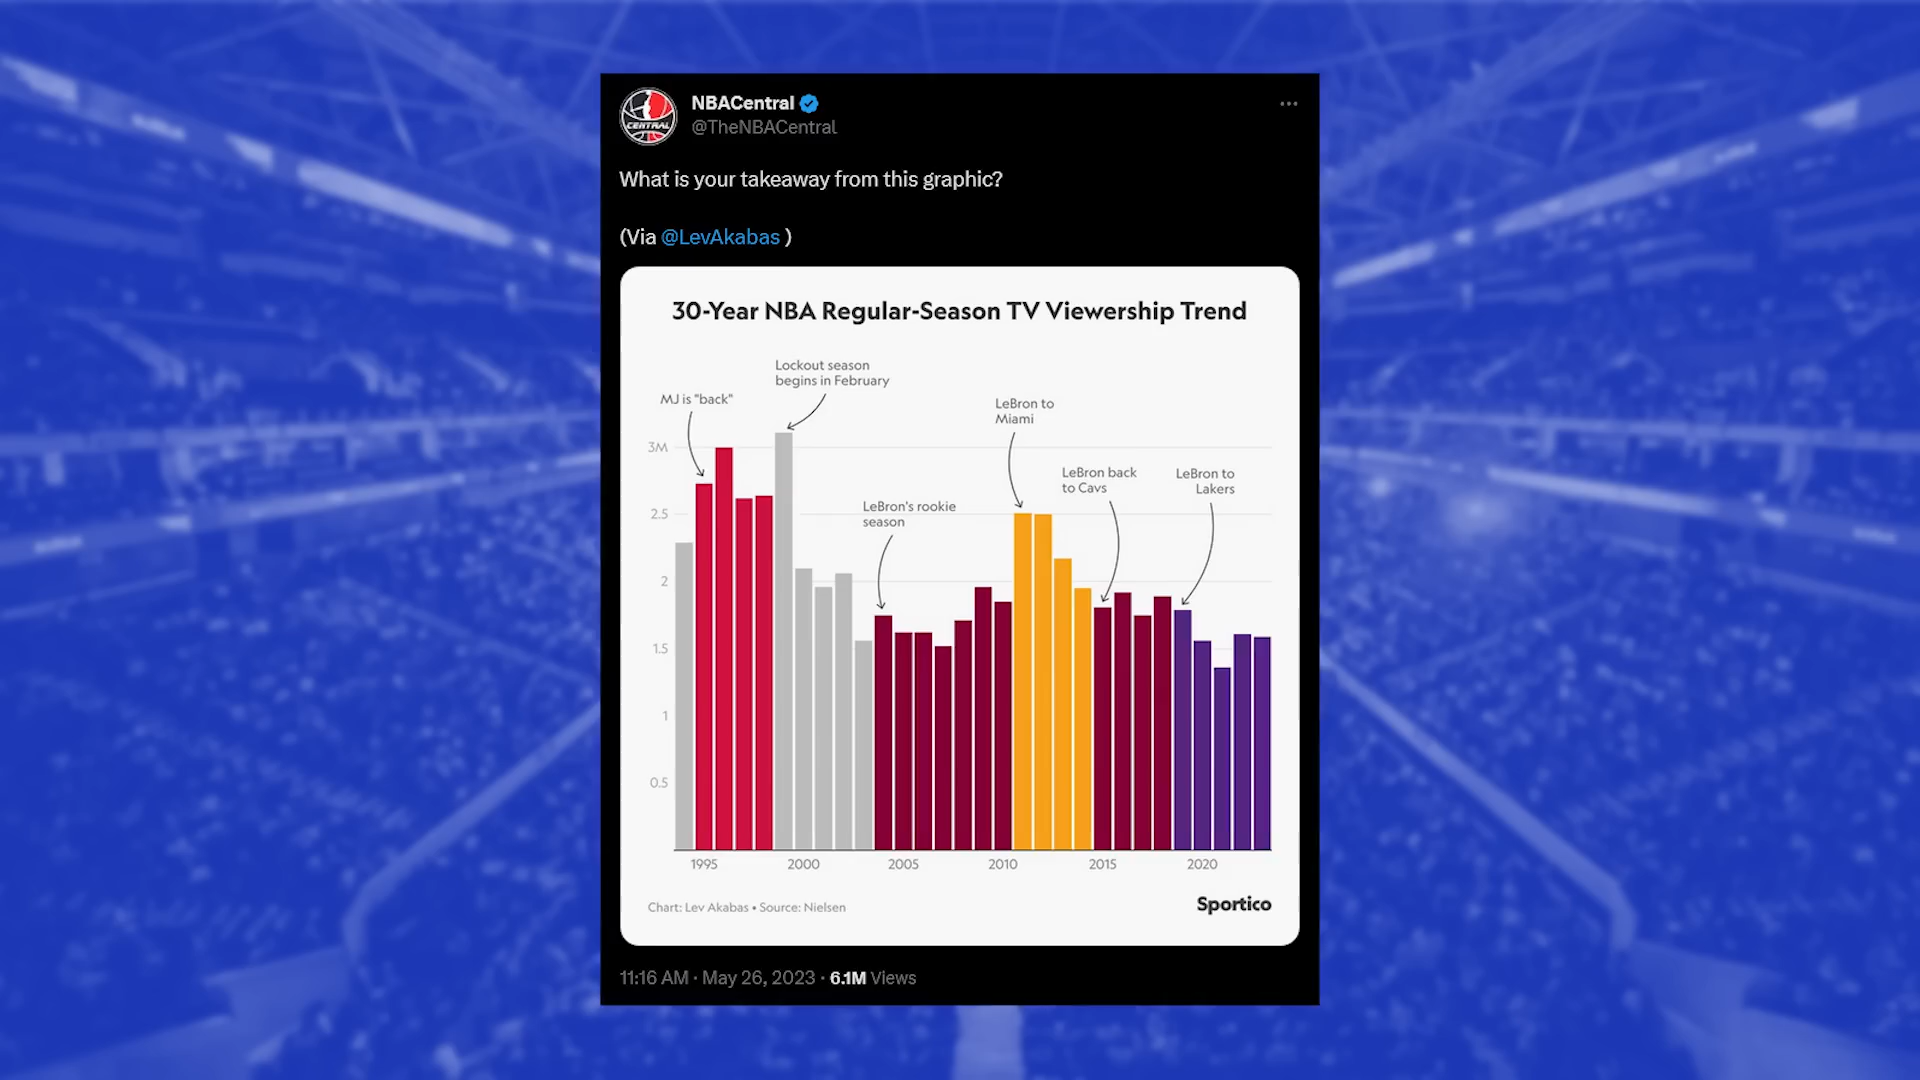 NBACentral
@TheNBACentral
CENTRAL
What is your takeaway from this graphic?
(Via @LevAkabas )
30-Year NBA Regular-Season TV Viewership Trend
Lockout season
begins in February
MJ is "back"
LeBron to
Miami
LeBron back
to Cavs
LeBron to
Lakers
LeBron's rookie
season
3M
2.5
2
1.5
1
0.5
1995 2000 2005 2010 2015 2020
Chart: Lev Akabas • Source: Nielsen
Sportico
11:16 AM · May 26, 2023 · 6.1M Views